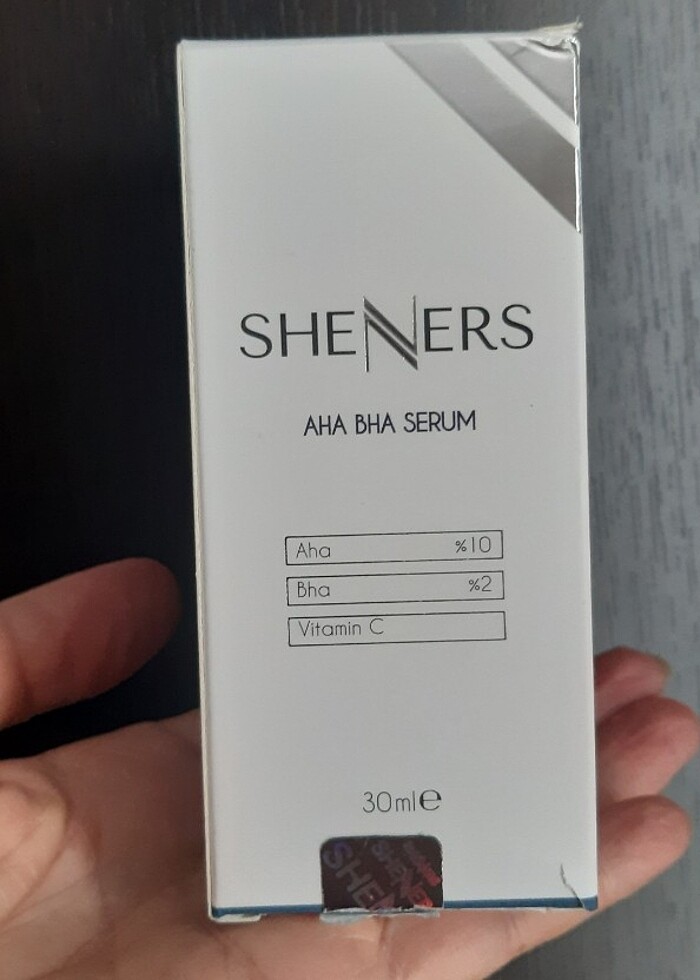 SHENERS
AHA BHA SERUM
Aha %10
Bha %2
Vitamin C
30ml e